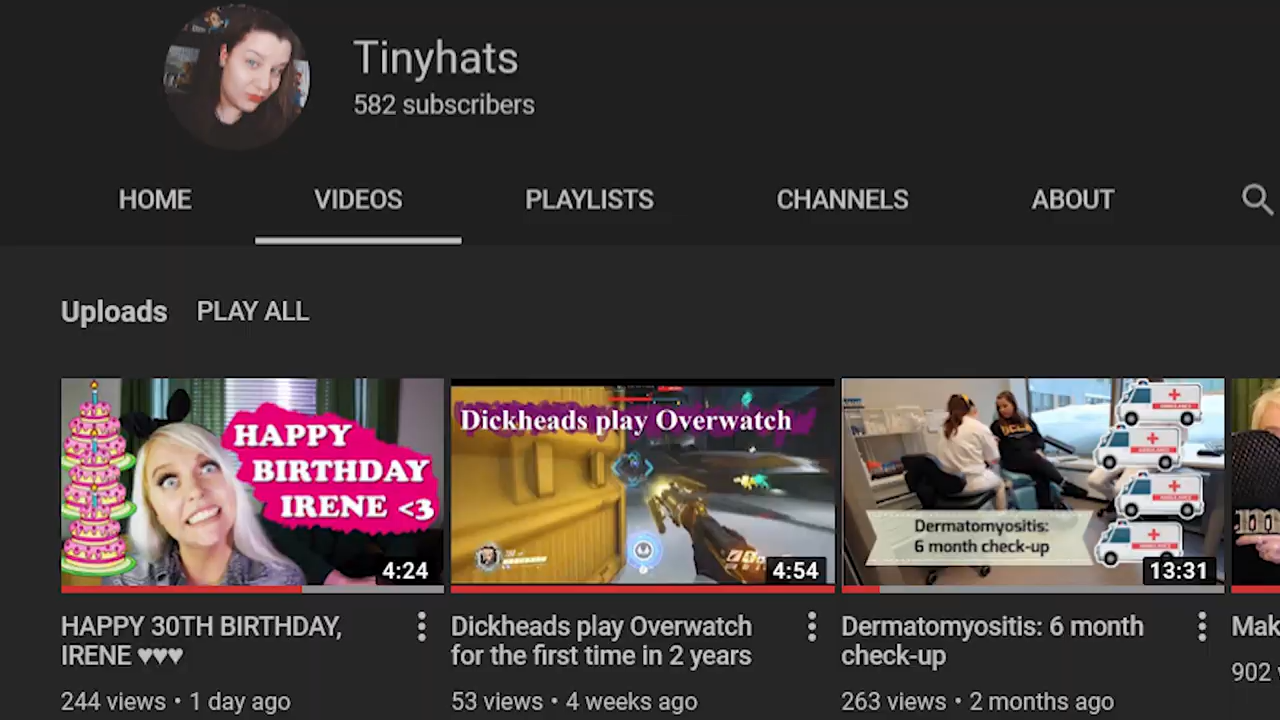 Tinyhats
582 subscribers
HOME VIDEOS PLAYLISTS CHANNELS ABOUT
Uploads PLAY ALL
HAPPY
BIRTHDAY
IRENE <3
4:24
Dickheads play Overwatch
4:54
UCLA
Dermatomyositis:
6 month check-up
13:31
HAPPY 30TH BIRTHDAY,
IRENE ♥♥♥
244 views • 1 day ago
Dickheads play Overwatch
for the first time in 2 years
53 views • 4 weeks ago
Dermatomyositis: 6 month
check-up
263 views • 2 months ago
Mak
902 v